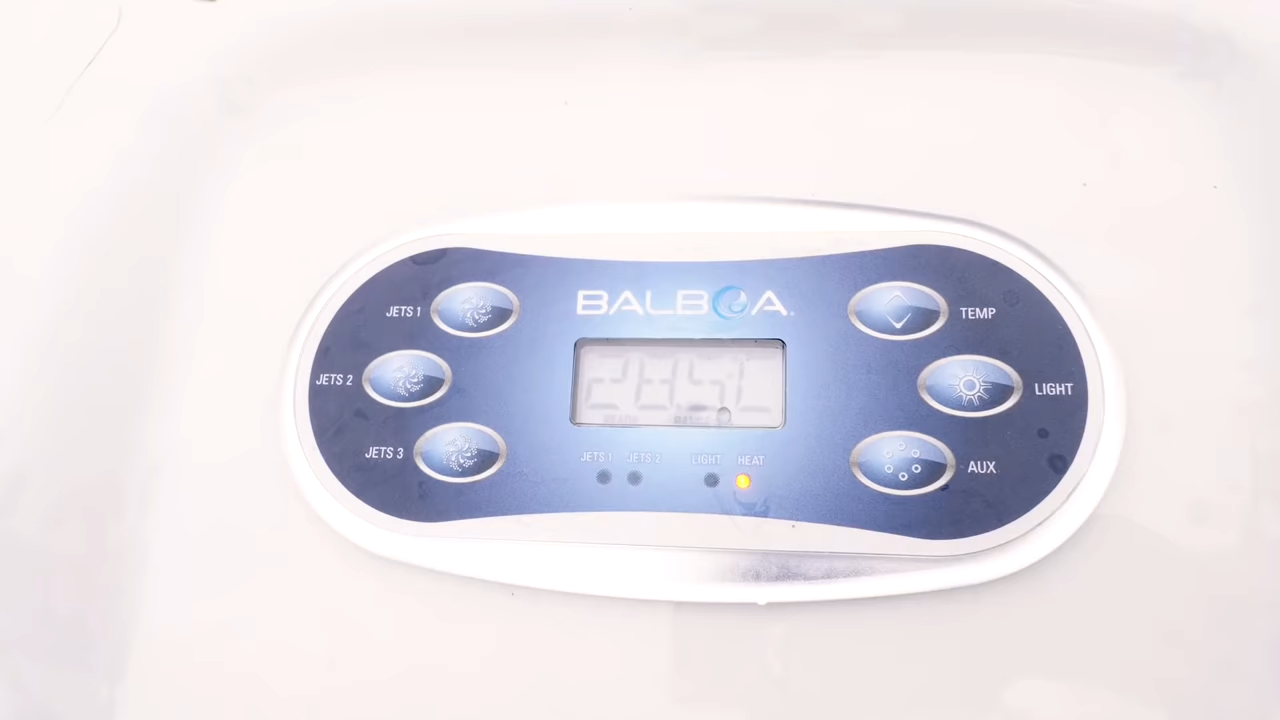 BALBOA
JETS 1
TEMP
JETS 2
LIGHT
JETS 3
AUX
JETS 1 JETS 2 LIGHT HEAT